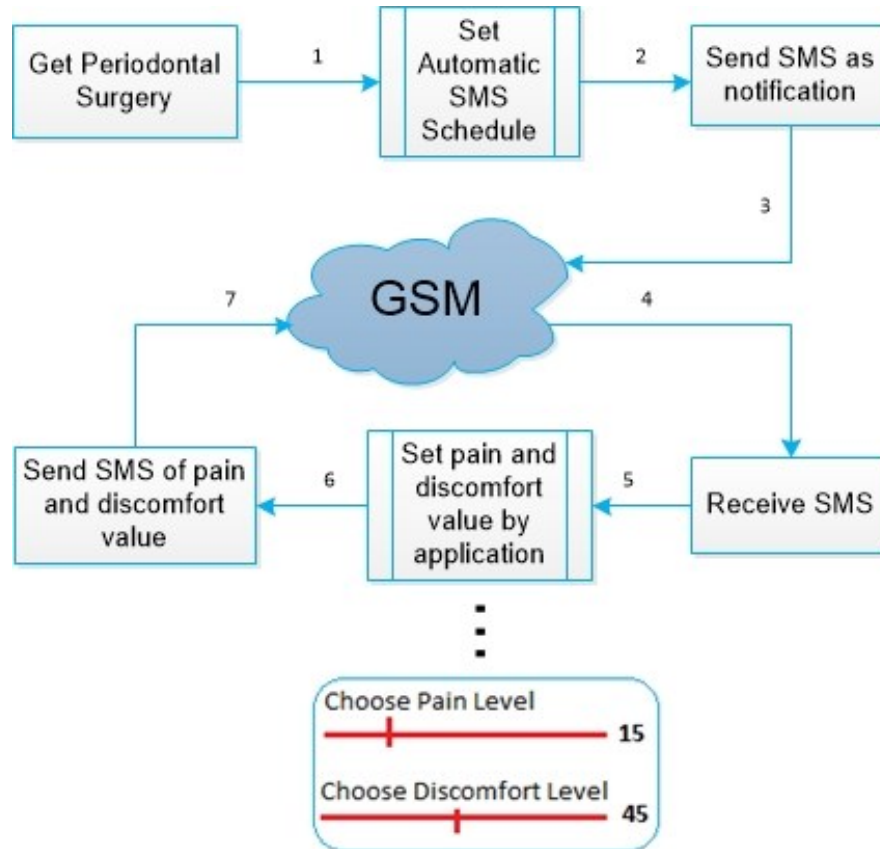 Get Periodontal
Surgery
1
Set
Automatic
SMS
Schedule
2
Send SMS as
notification
3
GSM
4
Receive SMS
5
Set pain and
discomfort
value by
application
6
Send SMS of pain
and discomfort
value
7
Choose Pain Level
15
Choose Discomfort Level
45